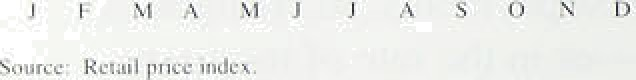 J F M A M J J A S O N D
Source: Retail price index.